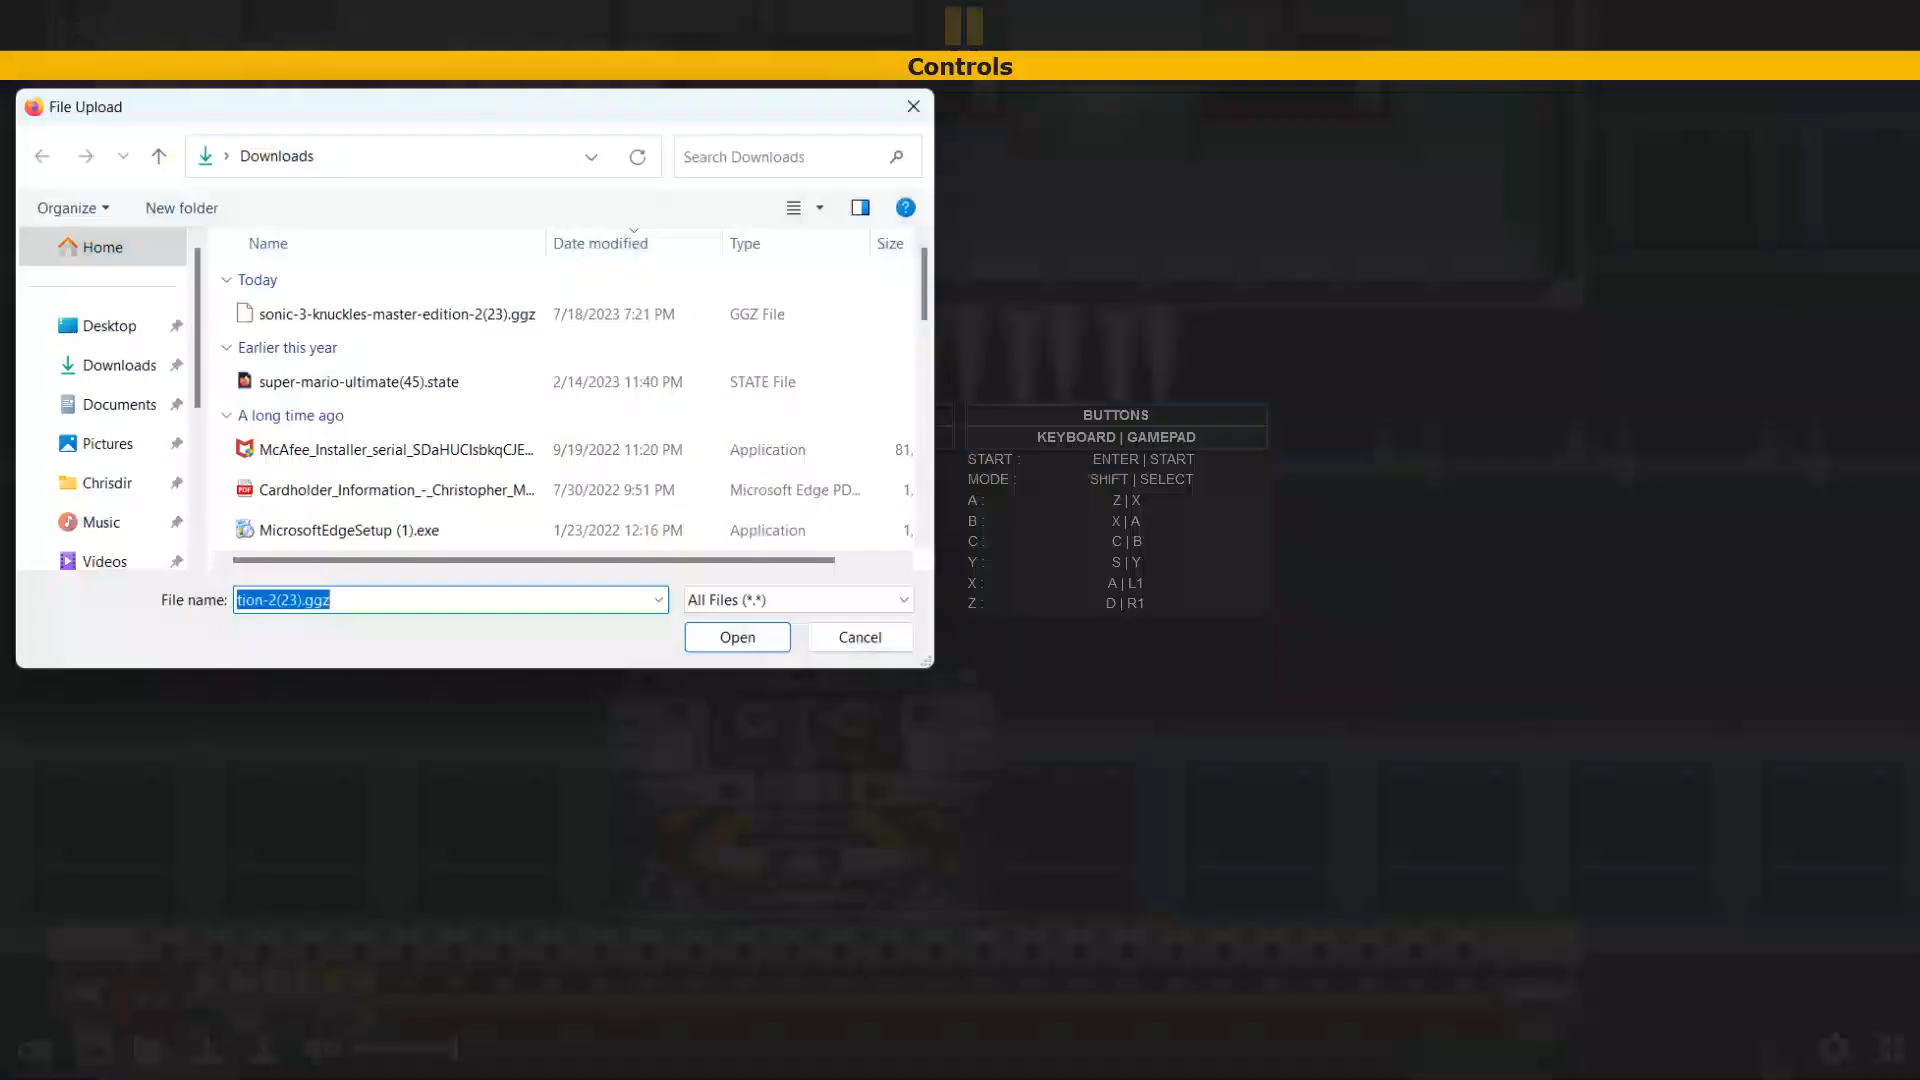 Controls
File Upload
Downloads
Search Downloads
Organize
New folder
Home
Desktop
Downloads
Documents
Pictures
Chrisdir
Music
Videos
Name Date modified Type Size
Today
sonic-3-knuckles-master-edition-2(23).ggz 7/18/2023 7:21 PM GGZ File
Earlier this year
super-mario-ultimate(45).state 2/14/2023 11:40 PM STATE File
A long time ago
McAfee_Installer_serial_SDaHUCIsbkqCJE... 9/19/2022 11:20 PM Application 81,
Cardholder_Information_-_Christopher_M... 7/30/2022 9:51 PM Microsoft Edge PD... 1,
MicrosoftEdgeSetup (1).exe 1/23/2022 12:16 PM Application 1,
File name: tion-2(23).ggz All Files (*.*)
Open Cancel
BUTTONS
KEYBOARD | GAMEPAD
START : ENTER | START
MODE : SHIFT | SELECT
A : Z | X
B : X | A
C : C | B
Y : S | Y
X : A | L1
Z : D | R1